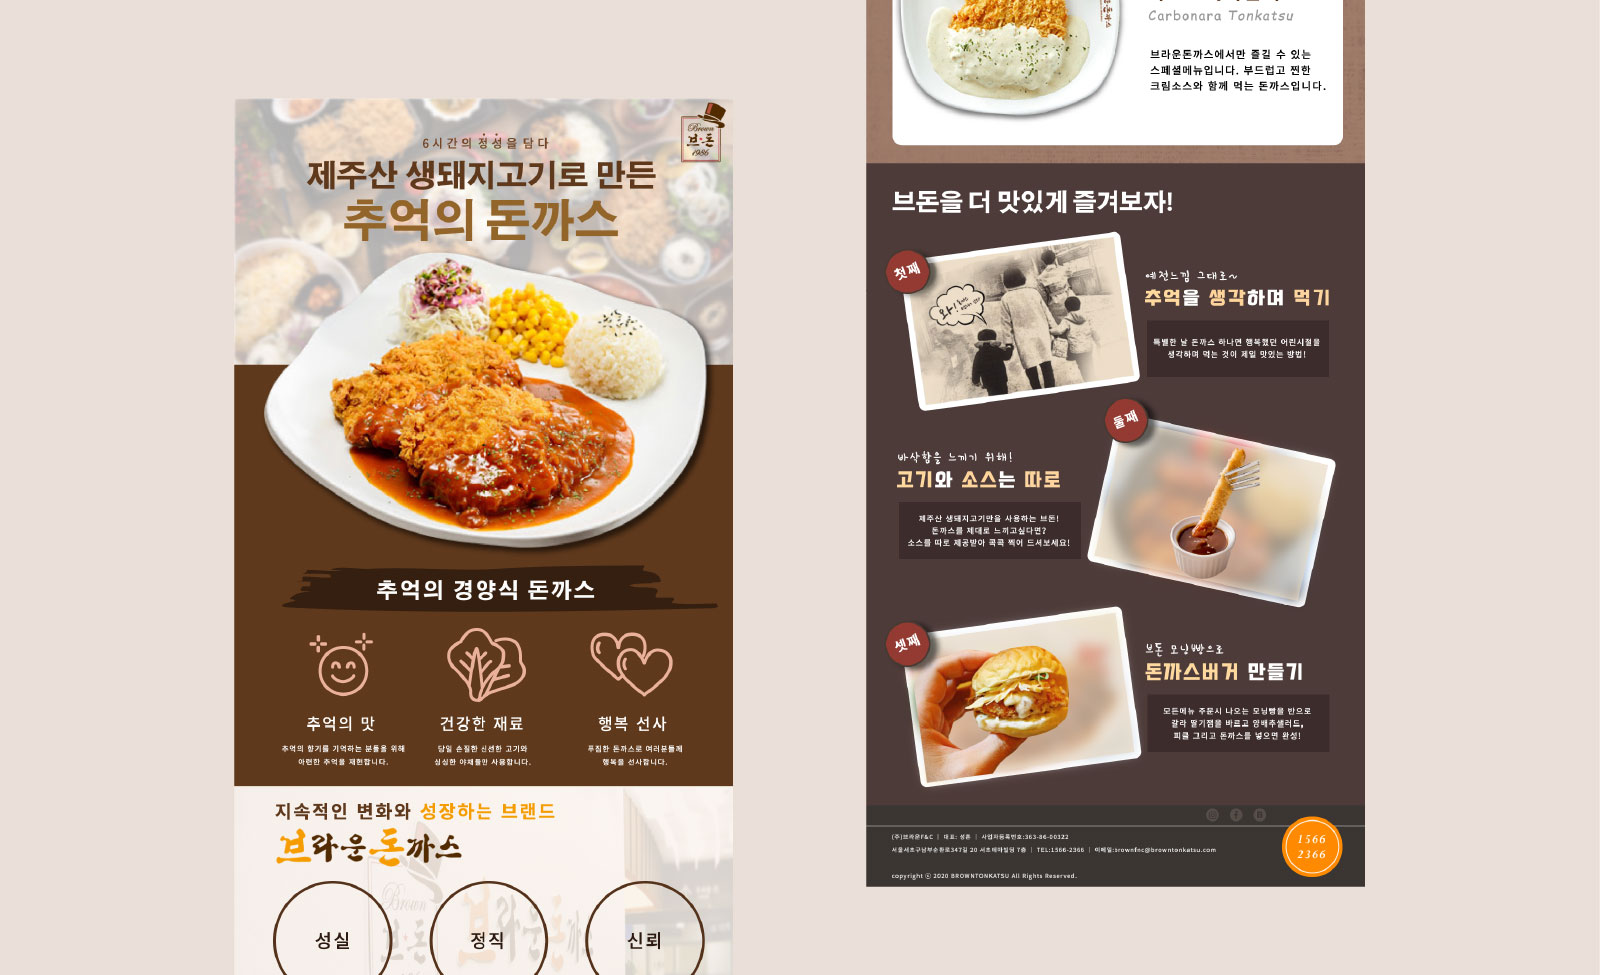 6시간의 정성을 담다
제주산 생돼지고기로 만든
추억의 돈까스
Brown
브돈
1986
추억의 경양식 돈까스
추억의 맛
추억의 향기를 기억하는 분들을 위해
아련한 추억을 재현합니다.
건강한 재료
당일 손질한 신선한 고기와
싱싱한 야채들만 사용합니다.
행복 선사
푸짐한 돈까스로 여러분들께
행복을 선사합니다.
지속적인 변화와 성장하는 브랜드
브라운돈까스
성실
정직
신뢰
Carbonara Tonkatsu
브라운돈까스에서만 즐길 수 있는
스페셜메뉴입니다. 부드럽고 찐한
크림소스와 함께 먹는 돈까스입니다.
브돈을 더 맛있게 즐겨보자!
첫째
와!
예전느낌 그대로~
추억을 생각하며 먹기
특별한 날 돈까스 하나면 행복했던 어린시절을
생각하며 먹는 것이 제일 맛있는 방법!
둘째
바삭함을 느끼기 위해!
고기와 소스는 따로
제주산 생돼지고기만을 사용하는 브돈!
돈까스를 제대로 느끼고싶다면?
소스를 따로 제공받아 콕콕 찍어 드셔보세요!
셋째
브돈 모닝빵으로
돈까스버거 만들기
모든메뉴 주문시 나오는 모닝빵을 반으로
갈라 딸기잼을 바르고 양배추샐러드,
피클 그리고 돈까스를 넣으면 완성!
(주)브라운F&C | 대표: 성론 | 사업자등록번호:363-86-00322
서울서초구남부순환로347길 20 서초테마빌딩 7층 | TEL:1566-2366 | 이메일:brownfnc@browntonkatsu.com
copyright ⓒ 2020 BROWNTONKATSU All Rights Reserved.
1566
2366